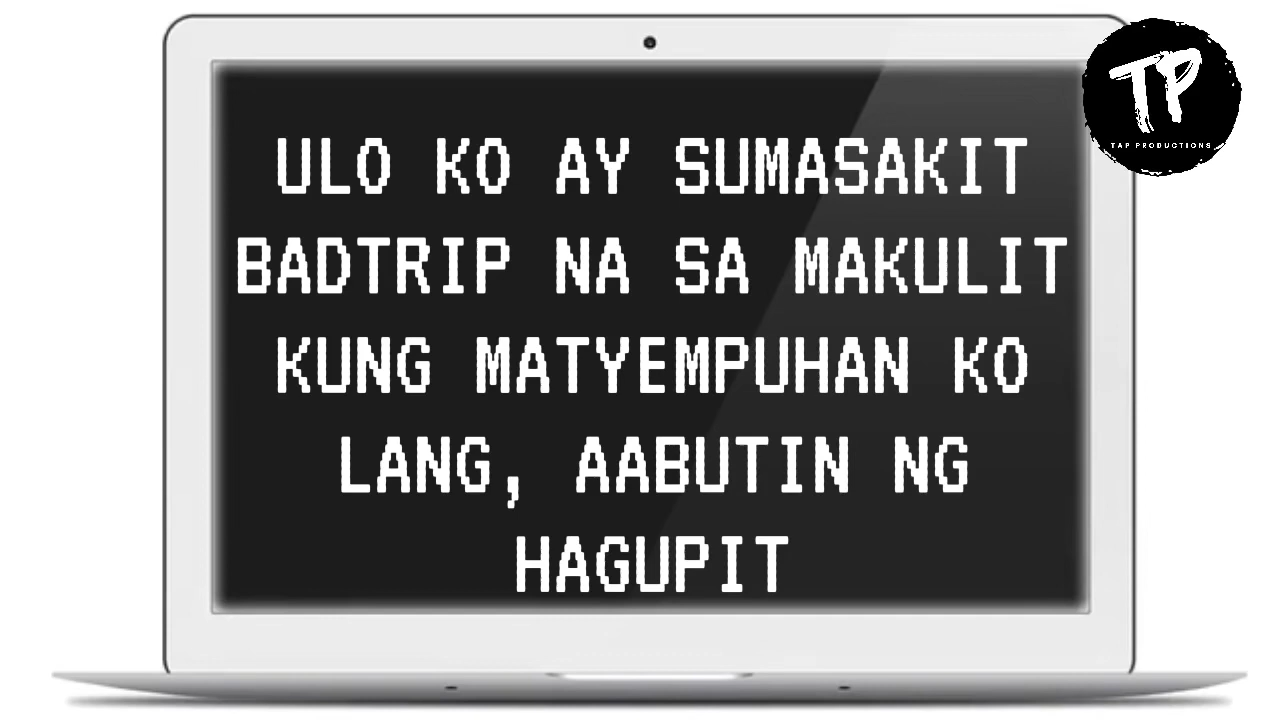 ULO KO AY SUMASAKIT
BADTRIP NA SA MAKULIT
KUNG MATYEMPUHAN KO
LANG, AABUTIN NG
HAGUPIT
TP
TAP PRODUCTIONS